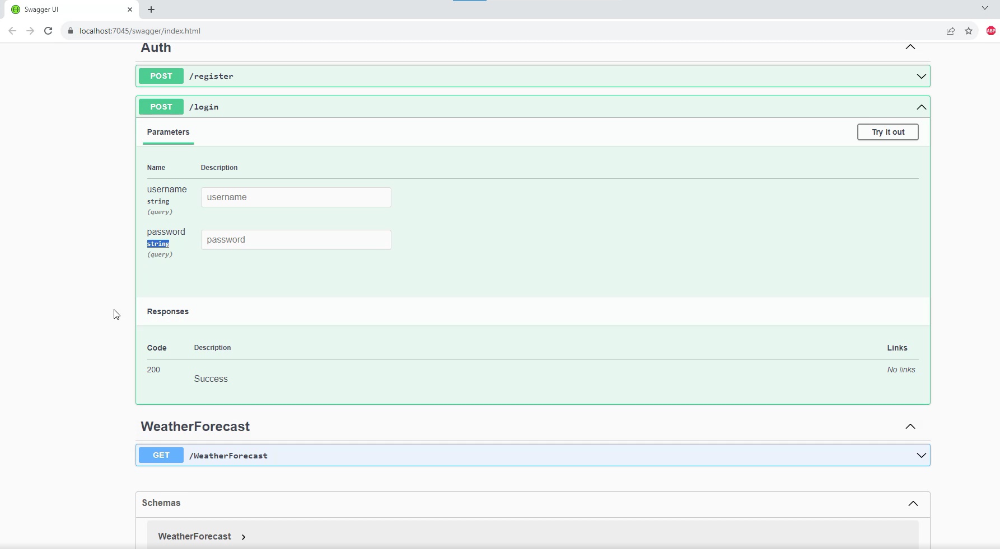 Swagger UI
localhost:7045/swagger/index.html
ABP
Auth
POST /register
POST /login
Parameters
Try it out
Name Description
username
string
(query)
username
password
string
(query)
password
Responses
Code Description Links
200
Success
No links
WeatherForecast
GET /WeatherForecast
Schemas
WeatherForecast